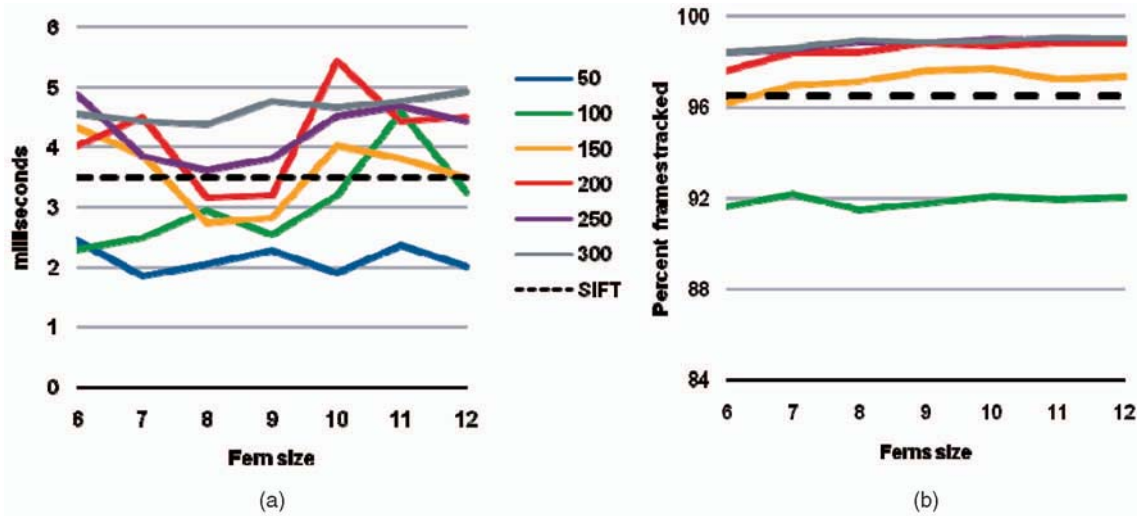 6
5
4
3
2
1
0
milliseconds
6 7 8 9 10 11 12
Fern size
(a)
50
100
150
200
250
300
SIFT
100
96
92
88
84
Percent framestracked
6 7 8 9 10 11 12
Ferns size
(b)